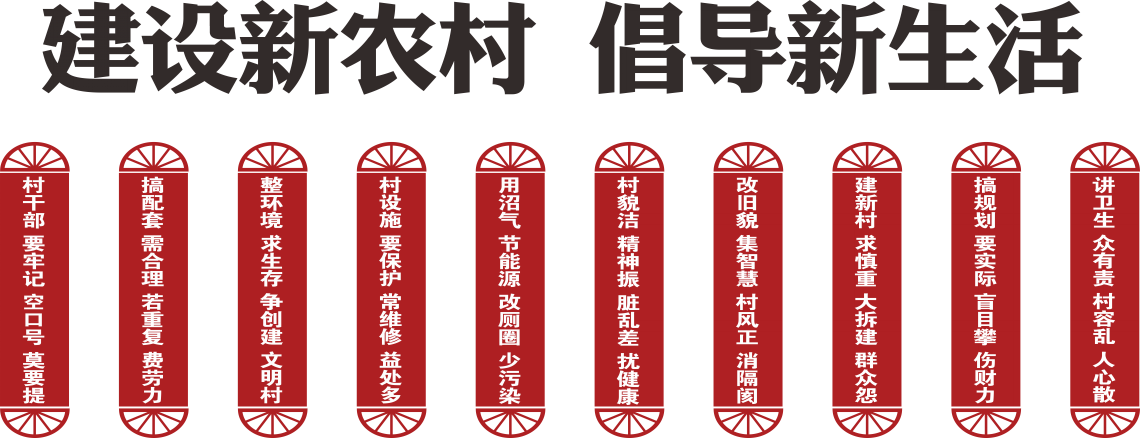 建设新农村 倡导新生活
村干部 要牢记 空口号 莫要提
搞配套 需合理 若重复 费劳力
整环境 求生存 争创建 文明村
村设施 要保护 常维修 益处多
用沼气 节能源 改厕圈 少污染
村貌洁 精神振 脏乱差 扰健康
改旧貌 集智慧 村风正 消隔阂
建新村 求慎重 大拆建 群众怨
搞规划 要实际 盲目攀 伤财力
讲卫生 众有责 村容乱 人心散